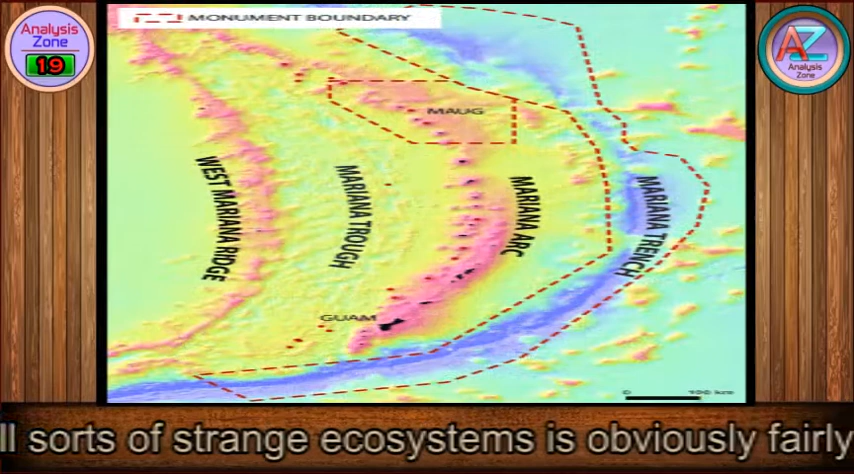 Analysis
Zone
19
MONUMENT BOUNDARY
AZ
Analysis
Zone
MAUG
WEST MARIANA RIDGE
MARIANA TROUGH
MARIANA ARC
MARIANA TRENCH
GUAM
0 100 km
ll sorts of strange ecosystems is obviously fairly